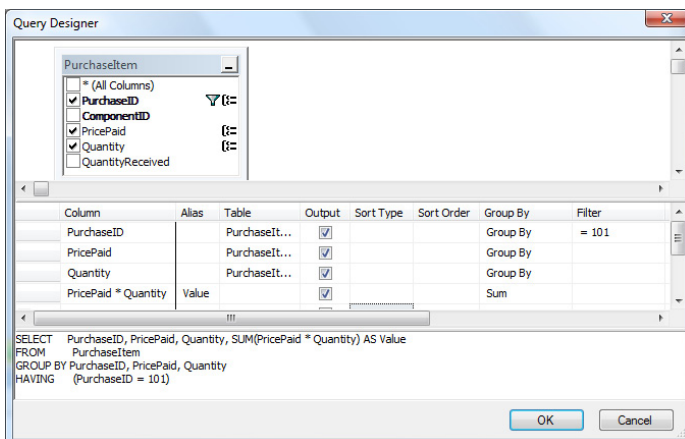 Query Designer
PurchaseItem
* (All Columns)
PurchaseID
ComponentID
PricePaid
Quantity
QuantityReceived
Column Alias Table Output Sort Type Sort Order Group By Filter
PurchaseID PurchaseIt... Group By = 101
PricePaid PurchaseIt... Group By
Quantity PurchaseIt... Group By
PricePaid * Quantity Value Sum
SELECT PurchaseID, PricePaid, Quantity, SUM(PricePaid * Quantity) AS Value
FROM PurchaseItem
GROUP BY PurchaseID, PricePaid, Quantity
HAVING (PurchaseID = 101)
OK Cancel